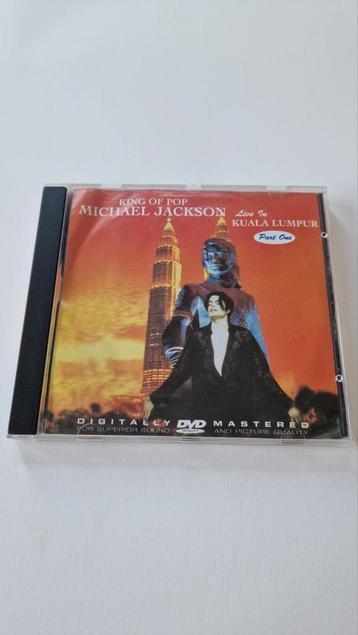 KING OF POP
MICHAEL JACKSON
Live In
KUALA LUMPUR
Part One
DIGITALLY DVD MASTERED
FOR SUPERIOR SOUND AND PICTURE QUALITY